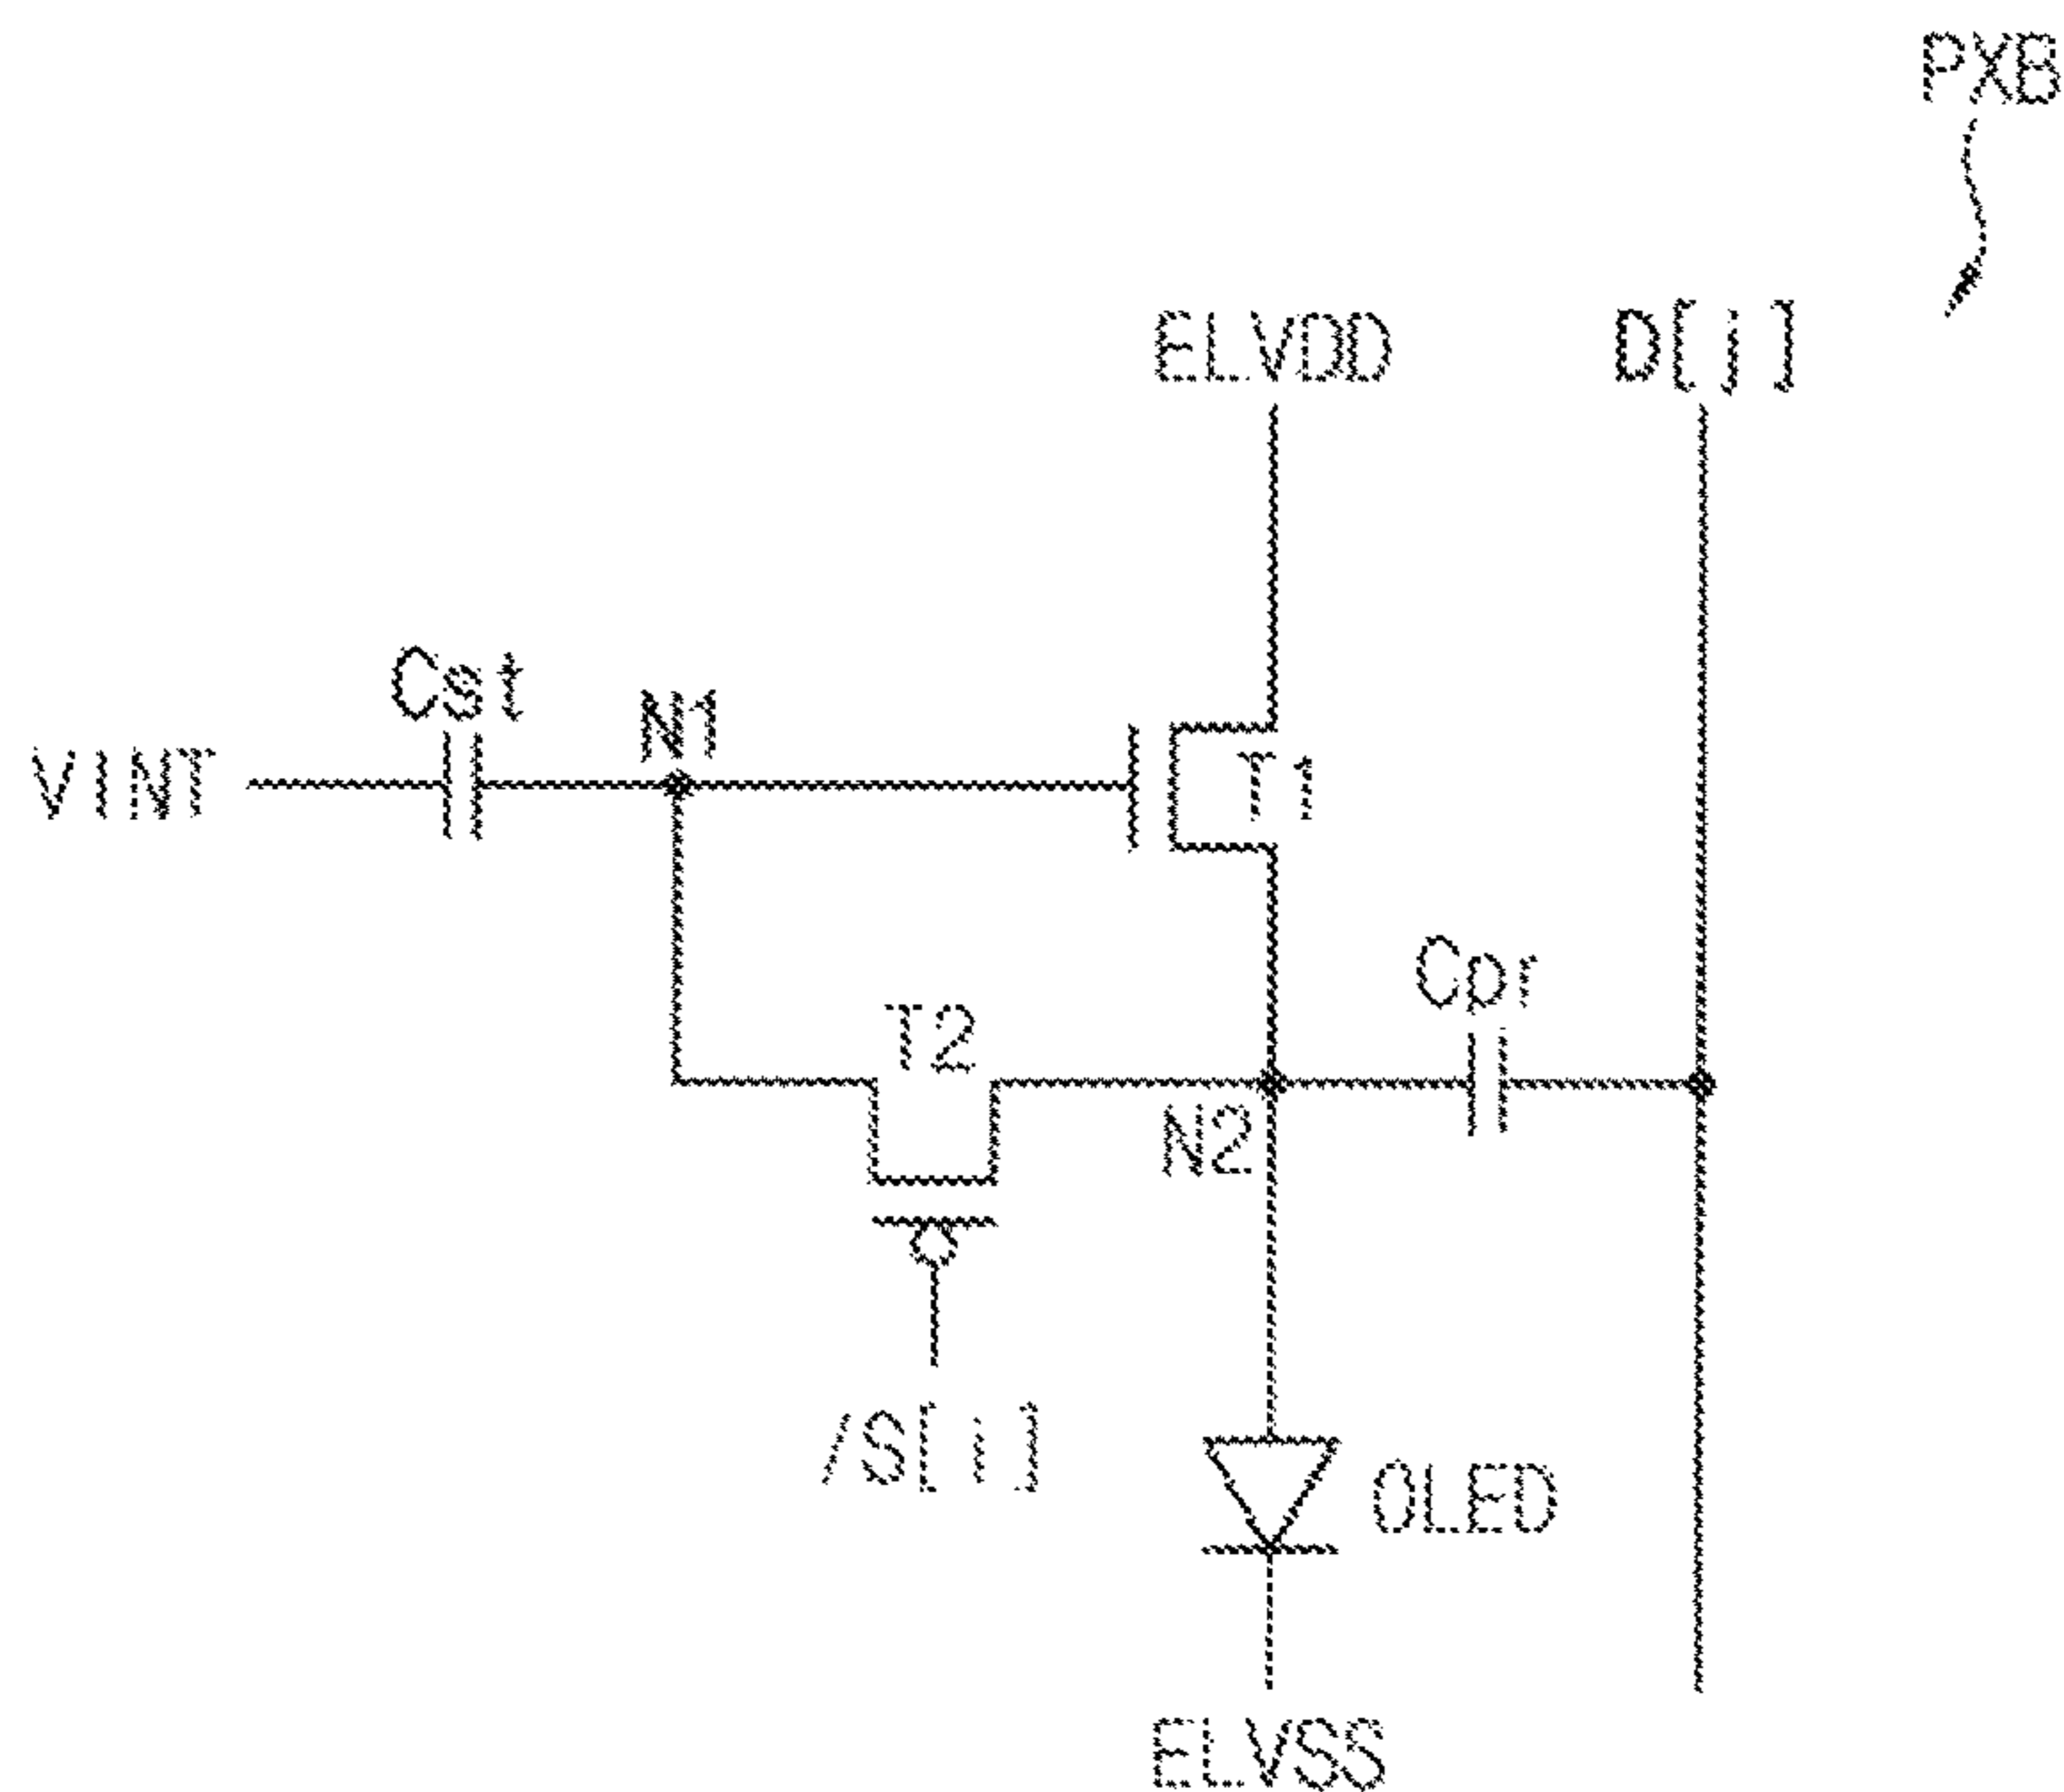 PXB
ELVDD
D[j]
Cst
N1
VINT
T1
Cpr
T2
N2
/S[i]
OLED
ELVSS